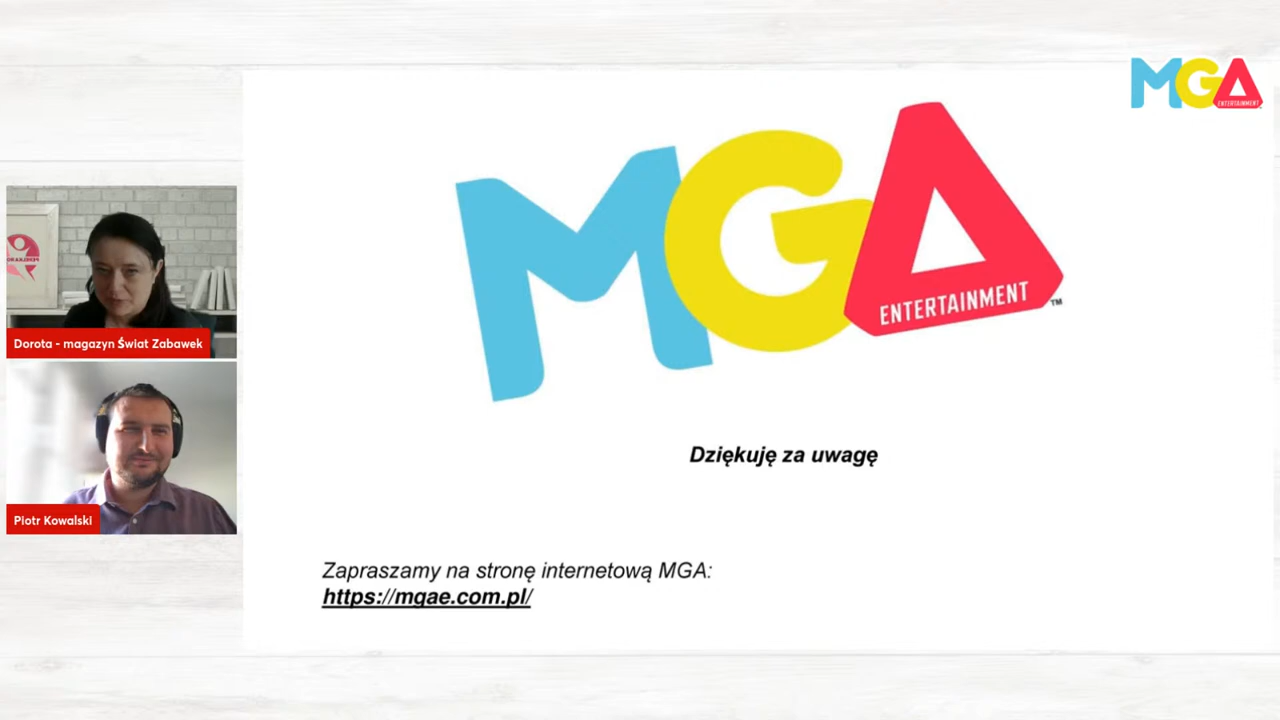 MGA
ENTERTAINMENT
MGA
ENTERTAINMENT™
Dorota - magazyn Świat Zabawek
Piotr Kowalski
Dziękuję za uwagę
Zapraszamy na stronę internetową MGA:
https://mgae.com.pl/